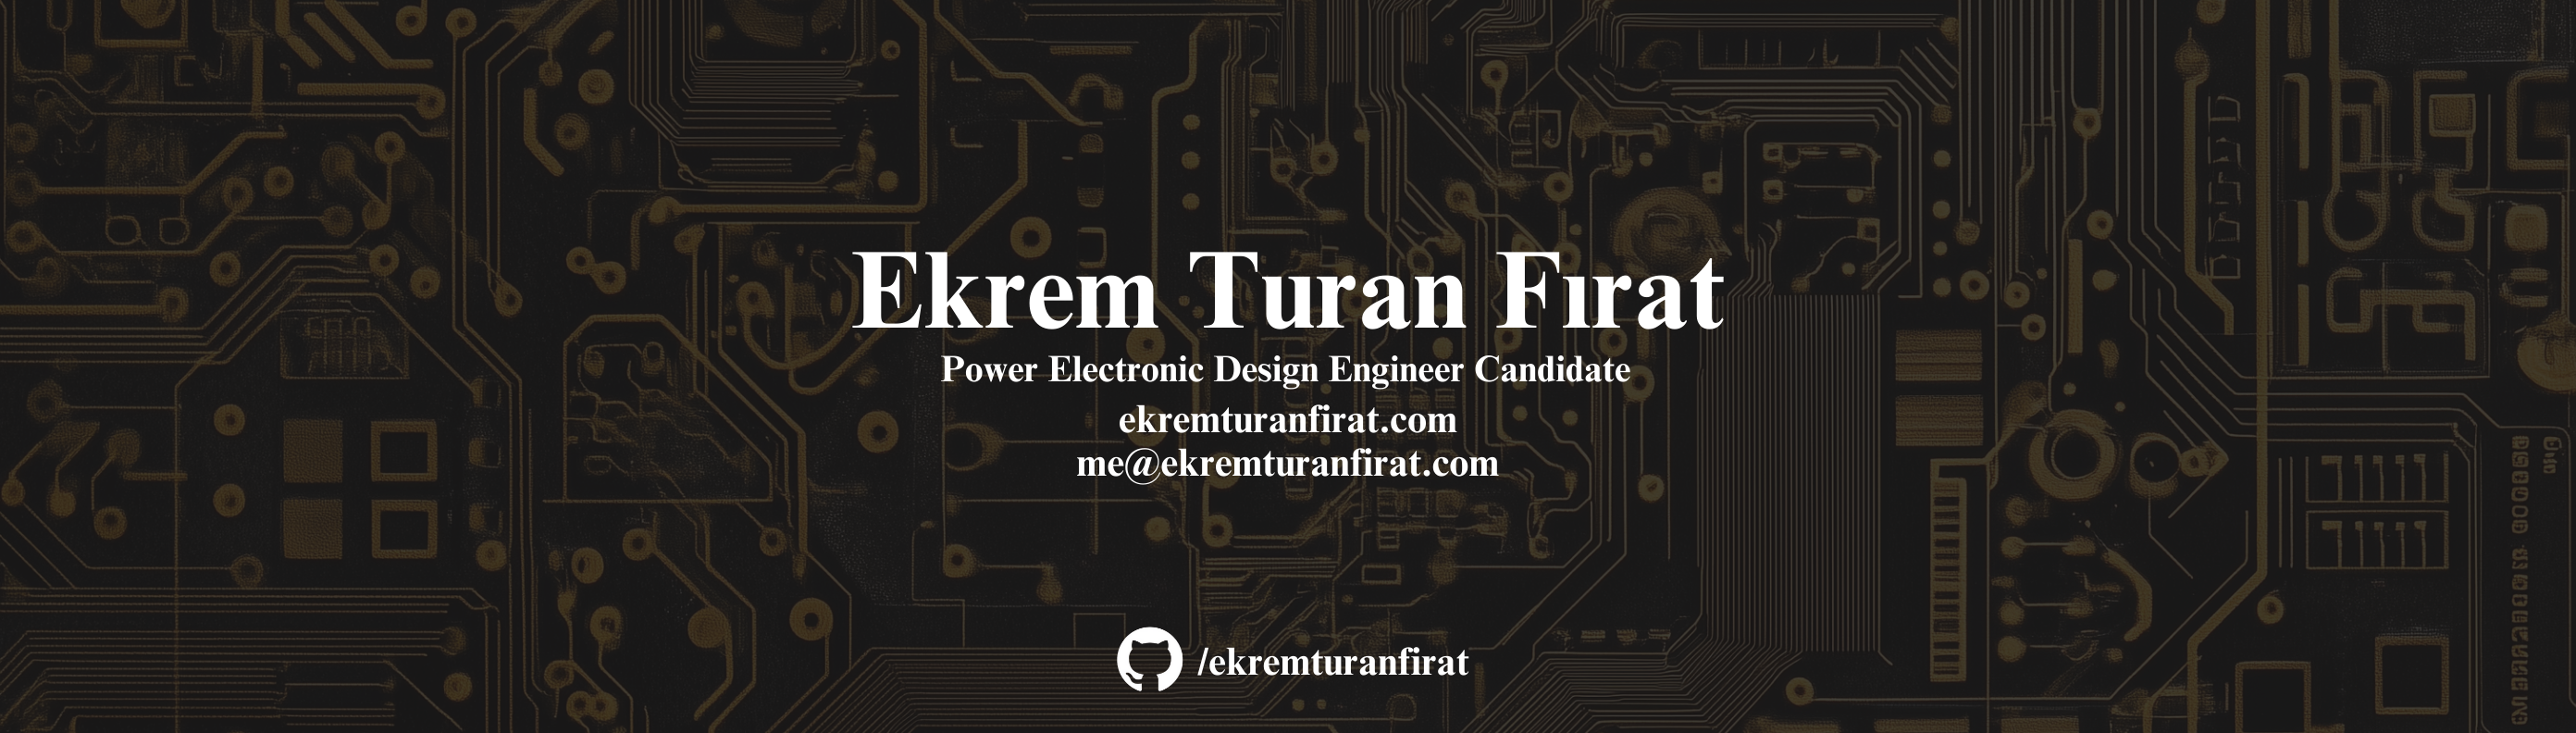 Ekrem Turan Fırat
Power Electronic Design Engineer Candidate
ekremturanfirat.com
me@ekremturanfirat.com
/ekremturanfirat